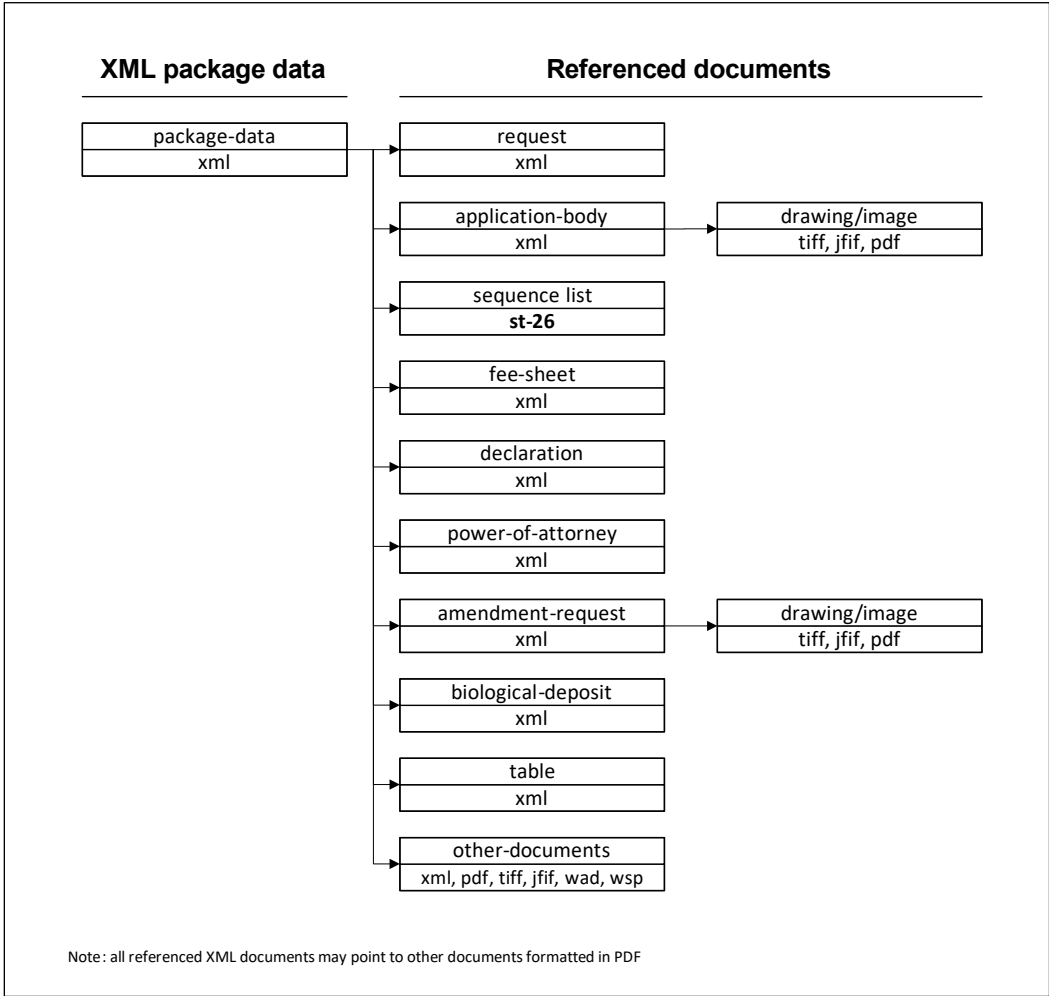 XML package data
Referenced documents
package-data
xml
request
xml
application-body
xml
drawing/image
tiff, jfif, pdf
sequence list
st-26
fee-sheet
xml
declaration
xml
power-of-attorney
xml
amendment-request
xml
drawing/image
tiff, jfif, pdf
biological-deposit
xml
table
xml
other-documents
xml, pdf, tiff, jfif, wad, wsp
Note: all referenced XML documents may point to other documents formatted in PDF